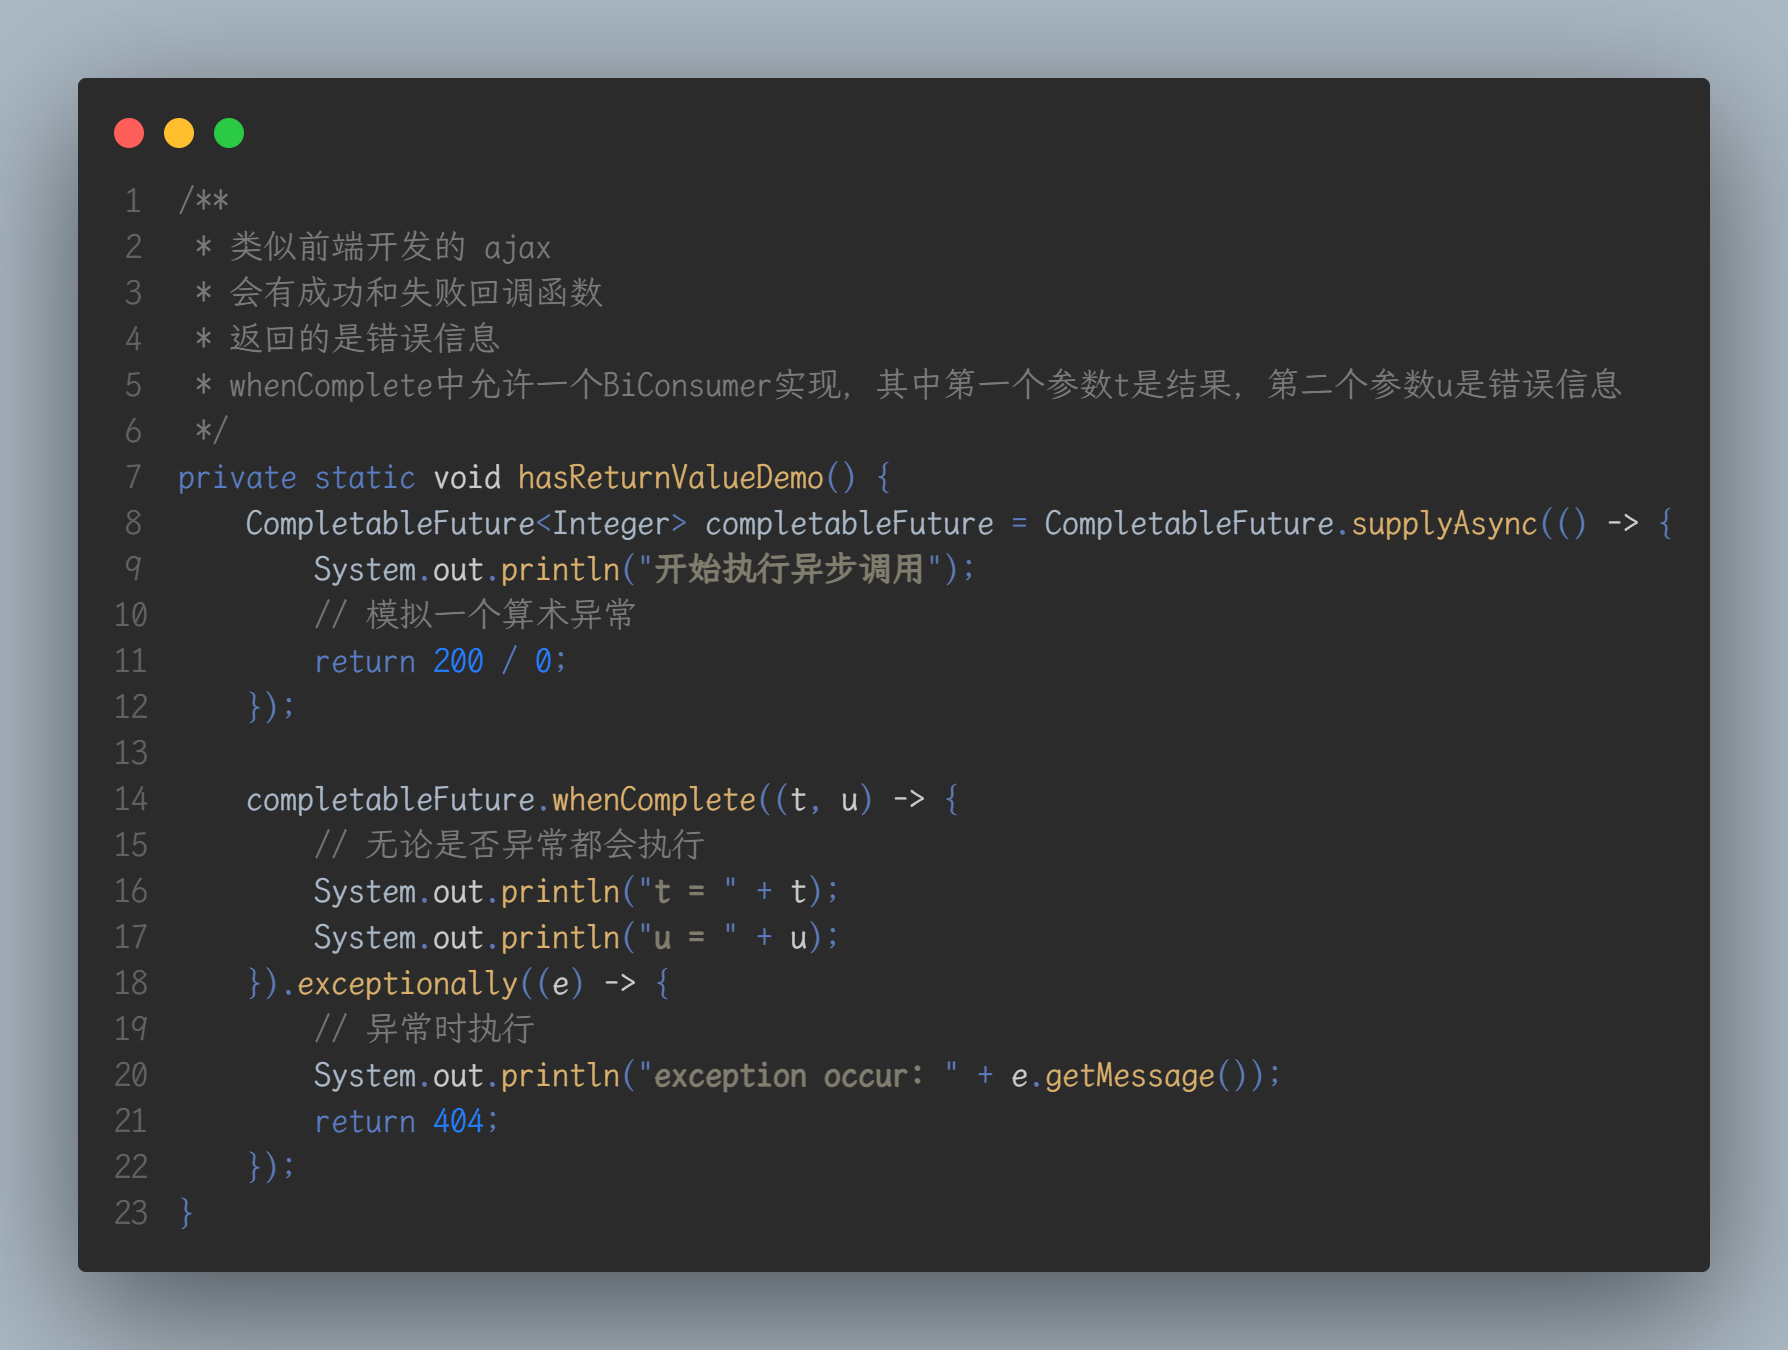 1 /**
2  * 类似前端开发的 ajax
3  * 会有成功和失败回调函数
4  * 返回的是错误信息
5  * whenComplete中允许一个BiConsumer实现, 其中第一个参数t是结果, 第二个参数u是错误信息
6  */
7 private static void hasReturnValueDemo() {
8     CompletableFuture<Integer> completableFuture = CompletableFuture.supplyAsync(() -> {
9         System.out.println("开始执行异步调用");
10         // 模拟一个算术异常
11         return 200 / 0;
12     });
13
14     completableFuture.whenComplete((t, u) -> {
15         // 无论是否异常都会执行
16         System.out.println("t = " + t);
17         System.out.println("u = " + u);
18     }).exceptionally((e) -> {
19         // 异常时执行
20         System.out.println("exception occur: " + e.getMessage());
21         return 404;
22     });
23 }